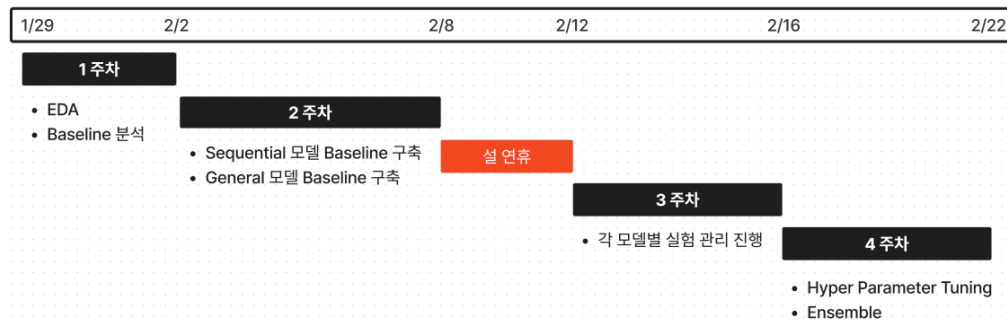 1/29 2/2 2/8 2/12 2/16 2/22
1 주차
• EDA
• Baseline 분석
2 주차
• Sequential 모델 Baseline 구축
• General 모델 Baseline 구축
설 연휴
3 주차
• 각 모델별 실험 관리 진행
4 주차
• Hyper Parameter Tuning
• Ensemble